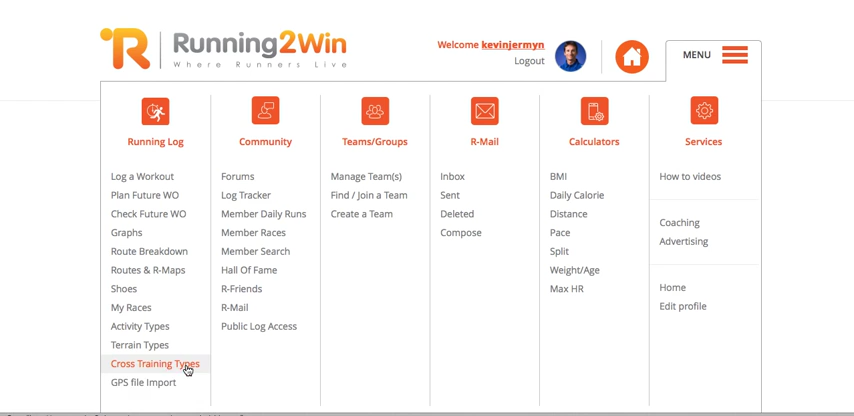 Running2Win
Where Runners Live
Welcome kevinjermyn
Logout
MENU
Running Log
Log a Workout
Plan Future WO
Check Future WO
Graphs
Route Breakdown
Routes & R-Maps
Shoes
My Races
Activity Types
Terrain Types
Cross Training Types
GPS file Import
Community
Forums
Log Tracker
Member Daily Runs
Member Races
Member Search
Hall Of Fame
R-Friends
R-Mail
Public Log Access
Teams/Groups
Manage Team(s)
Find / Join a Team
Create a Team
R-Mail
Inbox
Sent
Deleted
Compose
Calculators
BMI
Daily Calorie
Distance
Pace
Split
Weight/Age
Max HR
Services
How to videos
Coaching
Advertising
Home
Edit profile